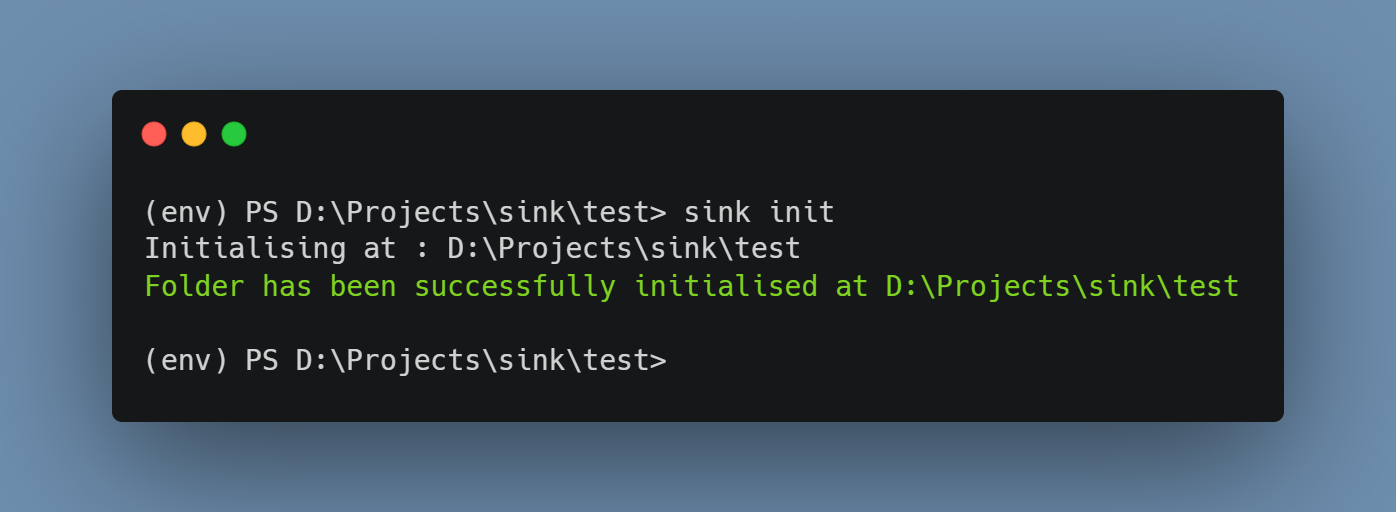 (env) PS D:\Projects\sink\test> sink init
Initialising at : D:\Projects\sink\test
Folder has been successfully initialised at D:\Projects\sink\test
(env) PS D:\Projects\sink\test>